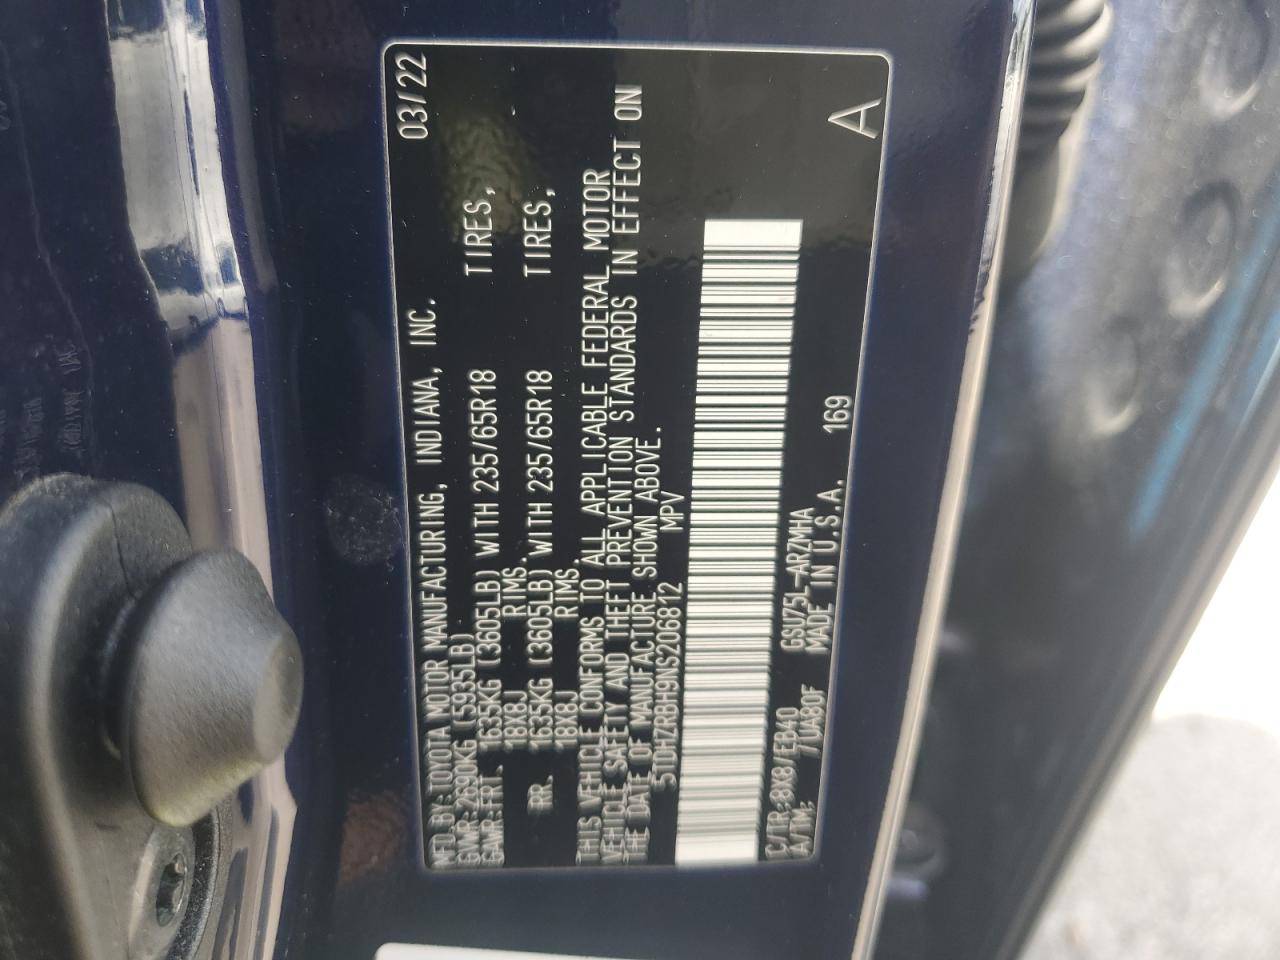 MFD BY: TOYOTA MOTOR MANUFACTURING, INDIANA, INC. 03/22
GVWR: 2690KG (5935LB)
GAWR: FRT. 1635KG (3605LB) WITH 235/65R18 TIRES,
18X8J RIMS.
RR. 1635KG (3605LB) WITH 235/65R18 TIRES,
18X8J RIMS.
THIS VEHICLE CONFORMS TO ALL APPLICABLE FEDERAL MOTOR
VEHICLE SAFETY AND THEFT PREVENTION STANDARDS IN EFFECT ON
THE DATE OF MANUFACTURE SHOWN ABOVE.
5TDHZRBH9NS206812 MPV
C/TR: 8X8/EB40 GSU75L-ARZMHA
A/TM: / UA80F MADE IN U.S.A. 169
A